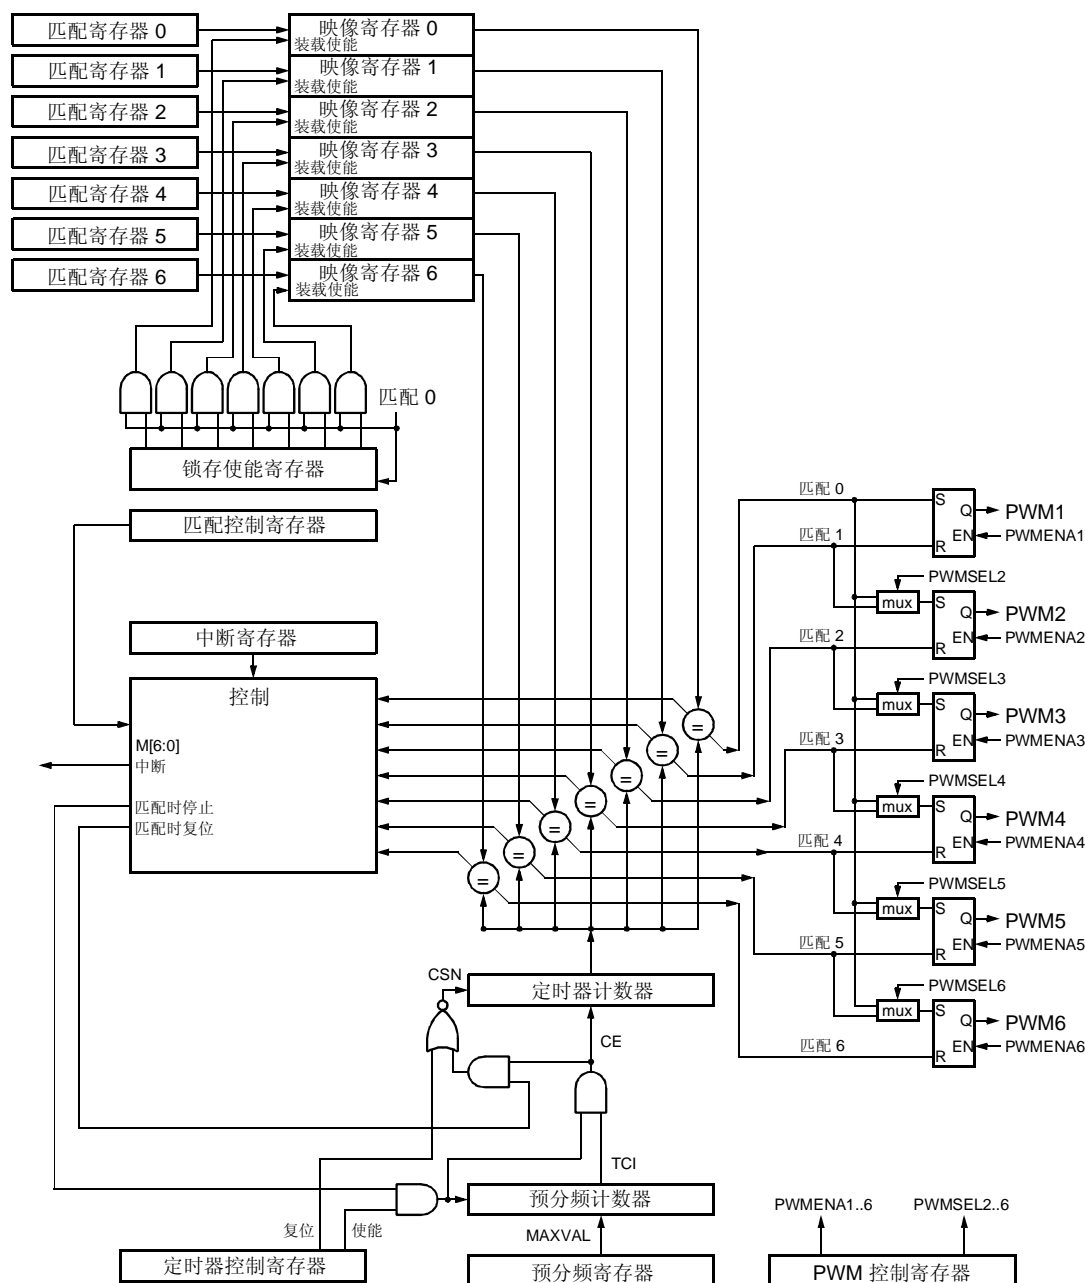 匹配寄存器 0
映像寄存器 0
装载使能
匹配寄存器 1
映像寄存器 1
装载使能
匹配寄存器 2
映像寄存器 2
装载使能
匹配寄存器 3
映像寄存器 3
装载使能
匹配寄存器 4
映像寄存器 4
装载使能
匹配寄存器 5
映像寄存器 5
装载使能
匹配寄存器 6
映像寄存器 6
装载使能
匹配 0
锁存使能寄存器
匹配控制寄存器
中断寄存器
控制
M[6:0]
中断
匹配时停止
匹配时复位
=
=
=
=
=
=
=
匹配 0
S
Q
PWM1
匹配 1
EN
PWMENA1
R
PWMSEL2
mux
S
Q
PWM2
匹配 2
EN
PWMENA2
R
PWMSEL3
mux
S
Q
PWM3
匹配 3
EN
PWMENA3
R
PWMSEL4
mux
S
Q
PWM4
匹配 4
EN
PWMENA4
R
PWMSEL5
mux
S
Q
PWM5
匹配 5
EN
PWMENA5
R
PWMSEL6
mux
S
Q
PWM6
匹配 6
EN
PWMENA6
R
CSN
定时器计数器
CE
TCI
预分频计数器
复位
使能
MAXVAL
定时器控制寄存器
预分频寄存器
PWMENA1..6
PWMSEL2..6
PWM 控制寄存器